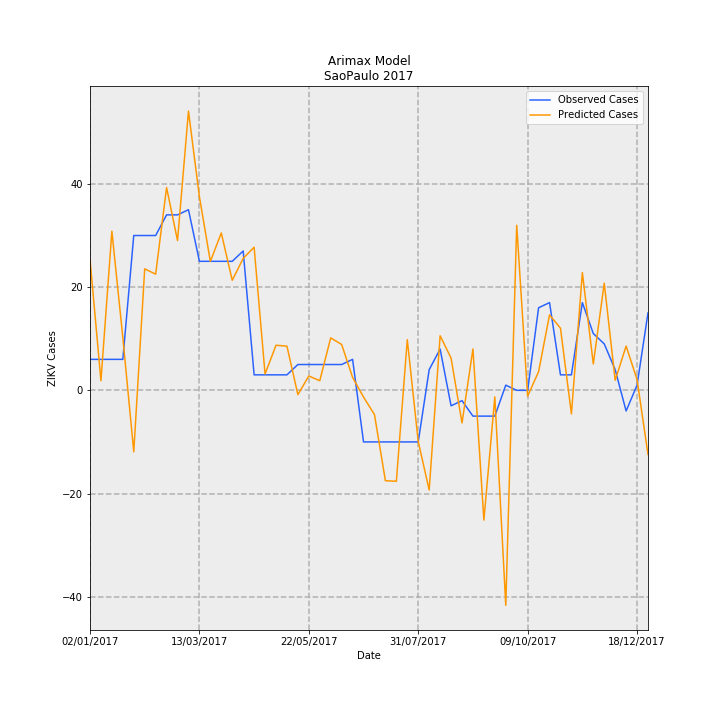 Arimax Model
SaoPaulo 2017
Observed Cases
Predicted Cases
ZIKV Cases
40
20
0
−20
−40
02/01/2017 13/03/2017 22/05/2017 31/07/2017 09/10/2017 18/12/2017
Date